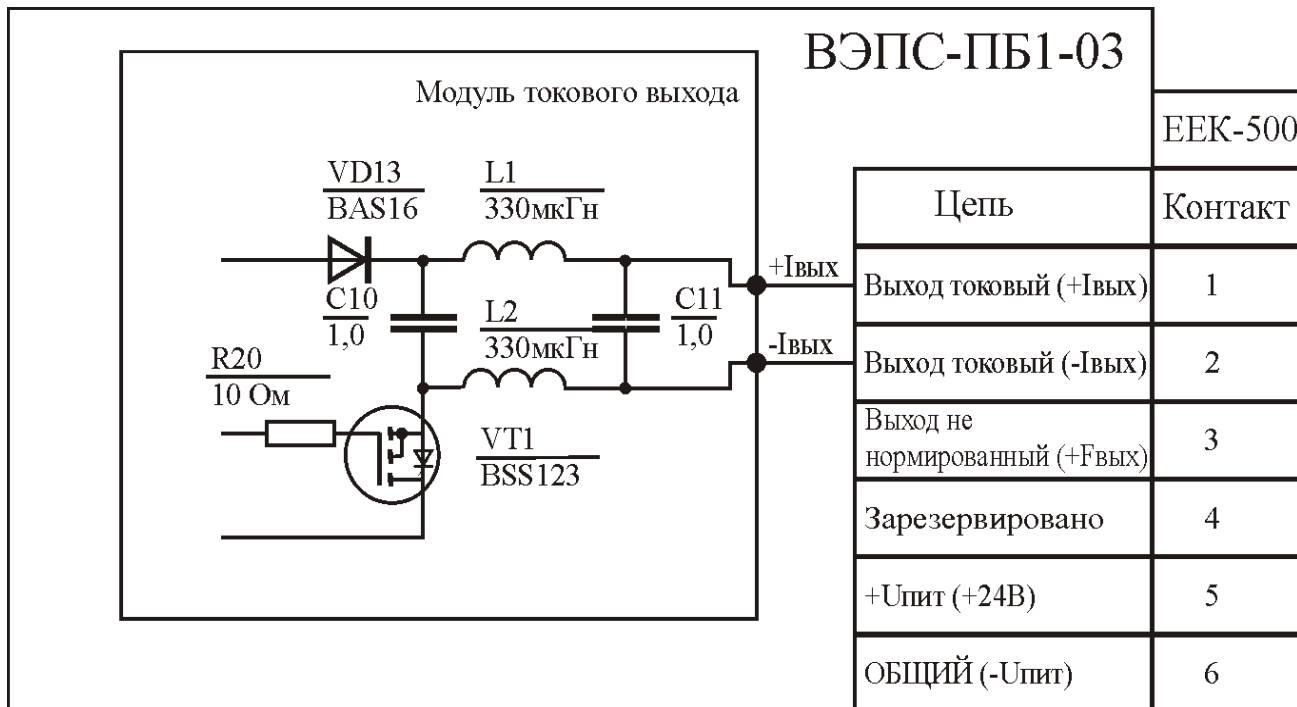 ВЭПС-ПБ1-03
Модуль токового выхода
ЕЕК-500
VD13
BAS16
L1
330мкГн
Цепь
Контакт
+Iвых
C10
1,0
L2
330мкГн
C11
1,0
Выход токовый (+Iвых)
1
-Iвых
R20
10 Ом
Выход токовый (-Iвых)
2
VT1
BSS123
Выход не
нормированный (+Fвых)
3
Зарезервировано
4
+Uпит (+24В)
5
ОБЩИЙ (-Uпит)
6